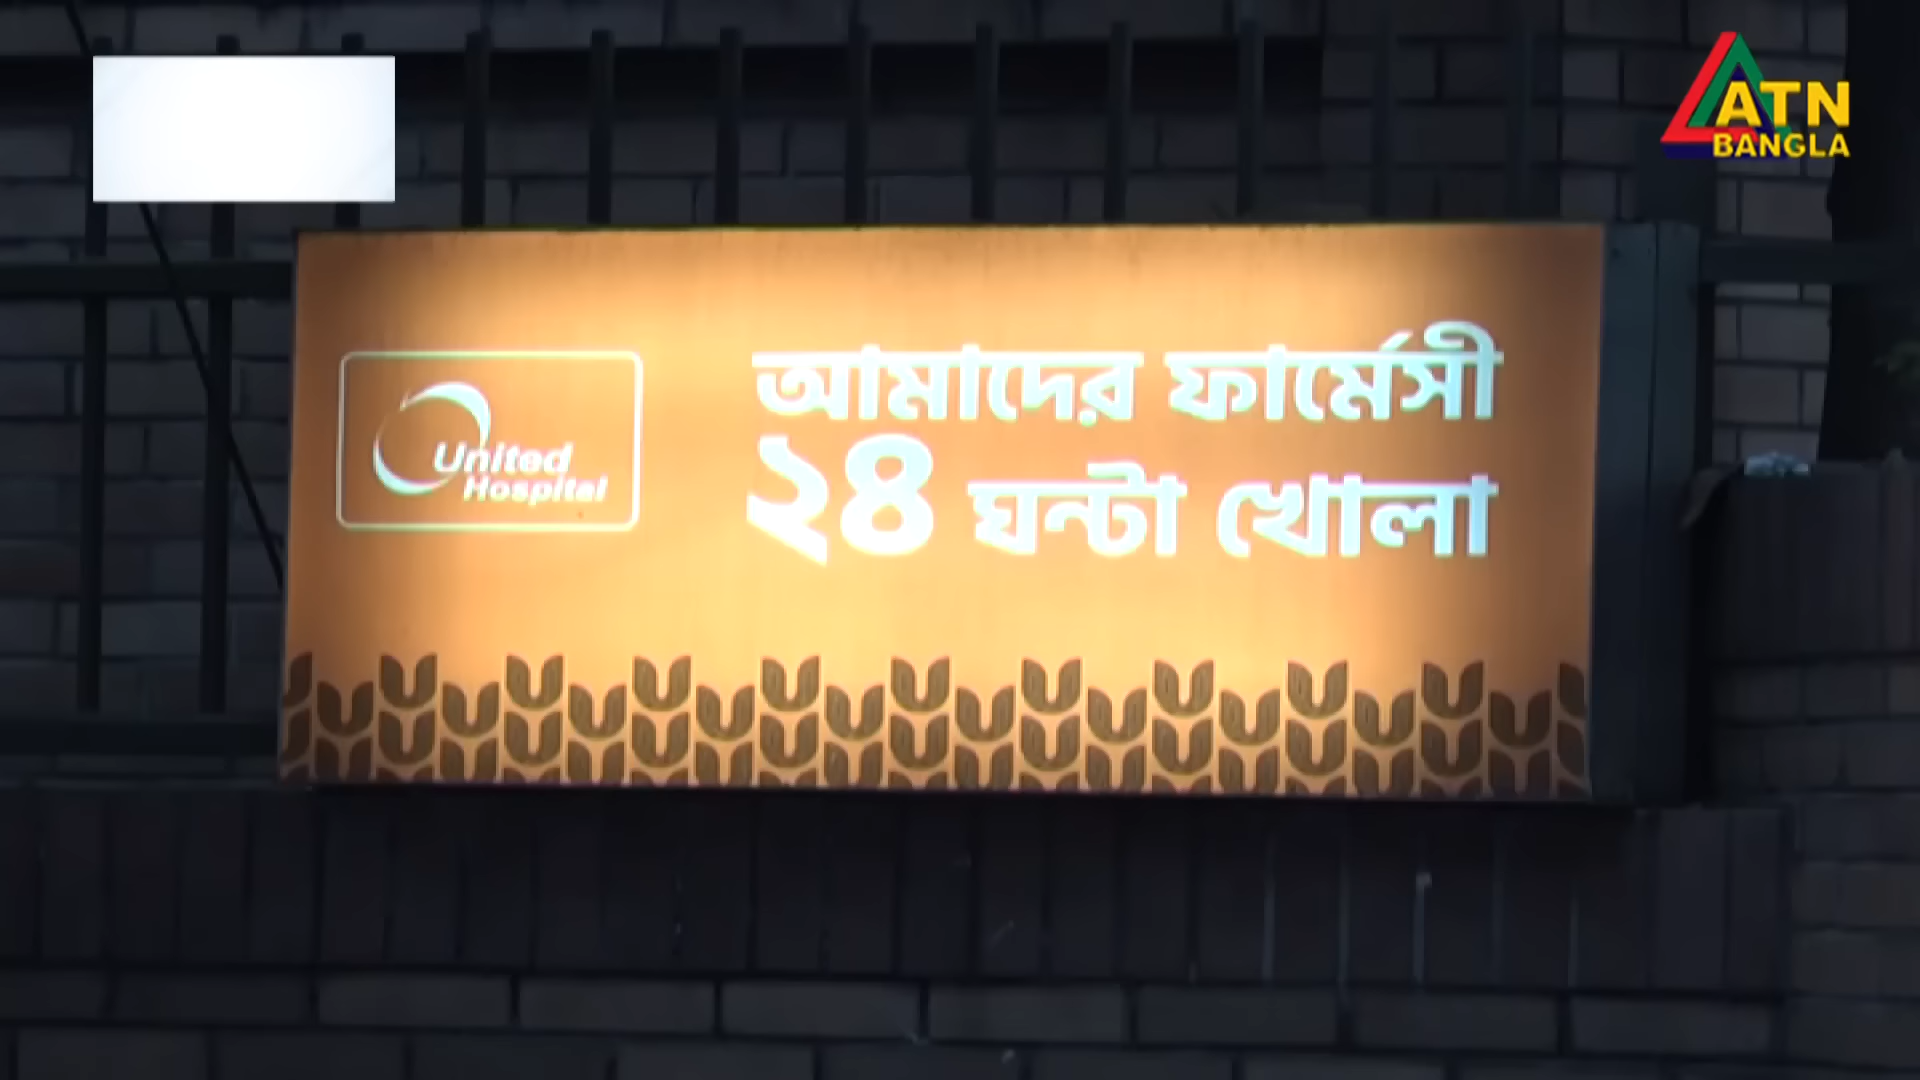 ATN
BANGLA
United
Hospital
আমাদের ফার্মেসী
২৪ ঘন্টা খোলা